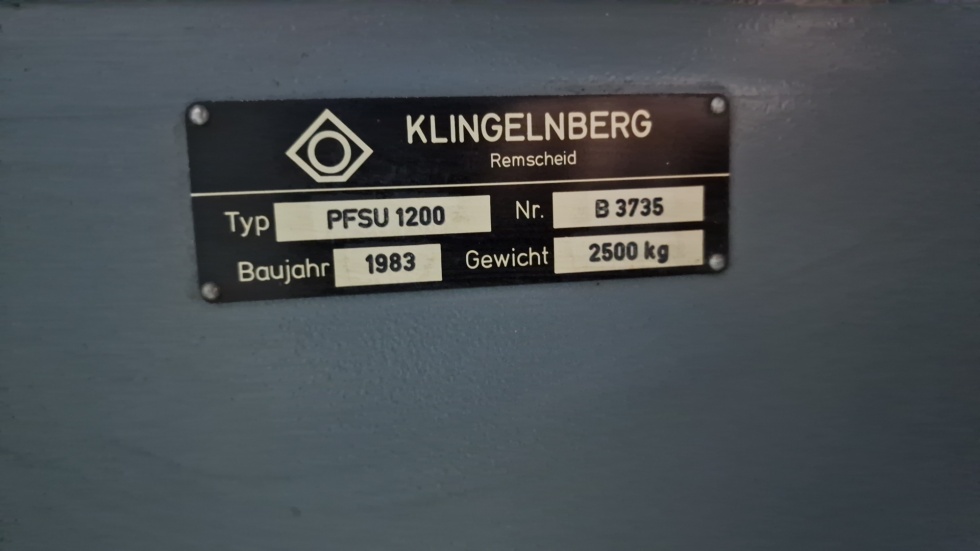 KLINGELNBERG
Remscheid
Typ PFSU 1200 Nr. B 3735
Baujahr 1983 Gewicht 2500 kg